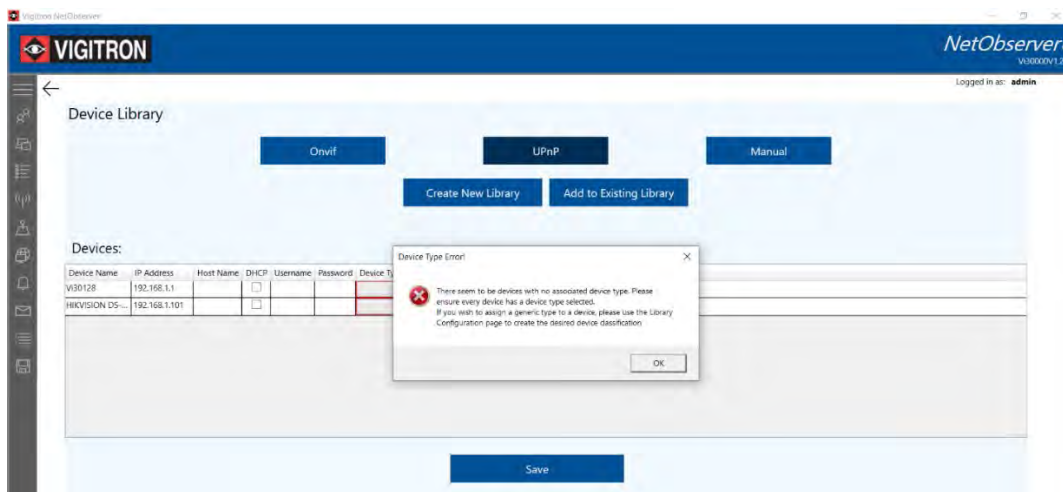 Vigitron NetObserver
VIGITRON
NetObserver
Vi30000V1.2
Logged in as: admin
Device Library
Onvif UPnP Manual
Create New Library Add to Existing Library
Devices:
Device Name IP Address Host Name DHCP Username Password Device Ty
Vi30128 192.168.1.1
HIKVISION DS-... 192.168.1.101
Device Type Error!
There seem to be devices with no associated device type. Please
ensure every device has a device type selected.
If you wish to assign a generic type to a device, please use the Library
Configuration page to create the desired device classification
OK
Save